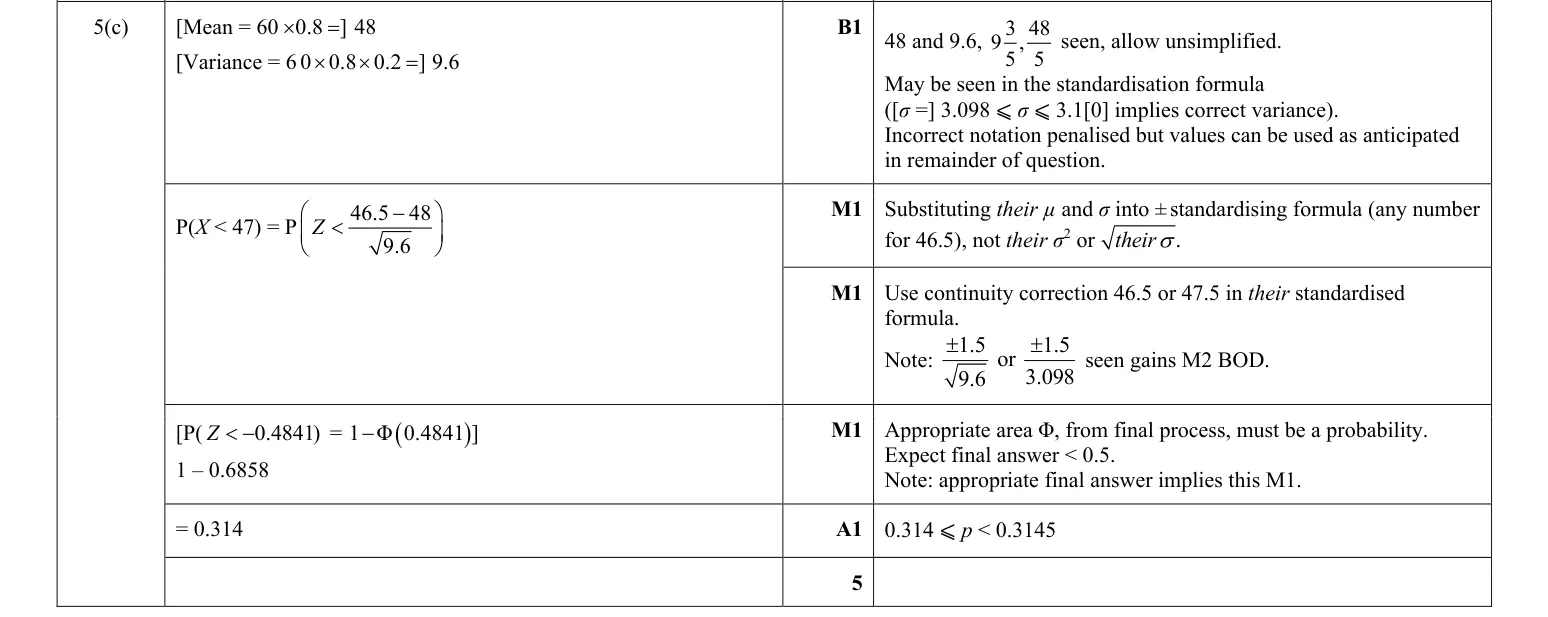 5(c)
[Mean = 60 ×0.8 =] 48
[Variance = 6 0 × 0.8 × 0.2 =] 9.6
B1
48 and 9.6, 9 3/5, 48/5 seen, allow unsimplified.
May be seen in the standardisation formula
([σ =] 3.098 ⩽ σ ⩽ 3.1[0] implies correct variance).
Incorrect notation penalised but values can be used as anticipated
in remainder of question.
P(X < 47) = P(Z < (46.5 − 48)/√9.6)
M1
Substituting their μ and σ into ± standardising formula (any number
for 46.5), not their σ² or √(their σ).
M1
Use continuity correction 46.5 or 47.5 in their standardised
formula.
Note: ±1.5/√9.6 or ±1.5/3.098 seen gains M2 BOD.
[P( Z < −0.4841) = 1 − Φ(0.4841)]
1 – 0.6858
M1
Appropriate area Φ, from final process, must be a probability.
Expect final answer < 0.5.
Note: appropriate final answer implies this M1.
= 0.314
A1
0.314 ⩽ p < 0.3145
5